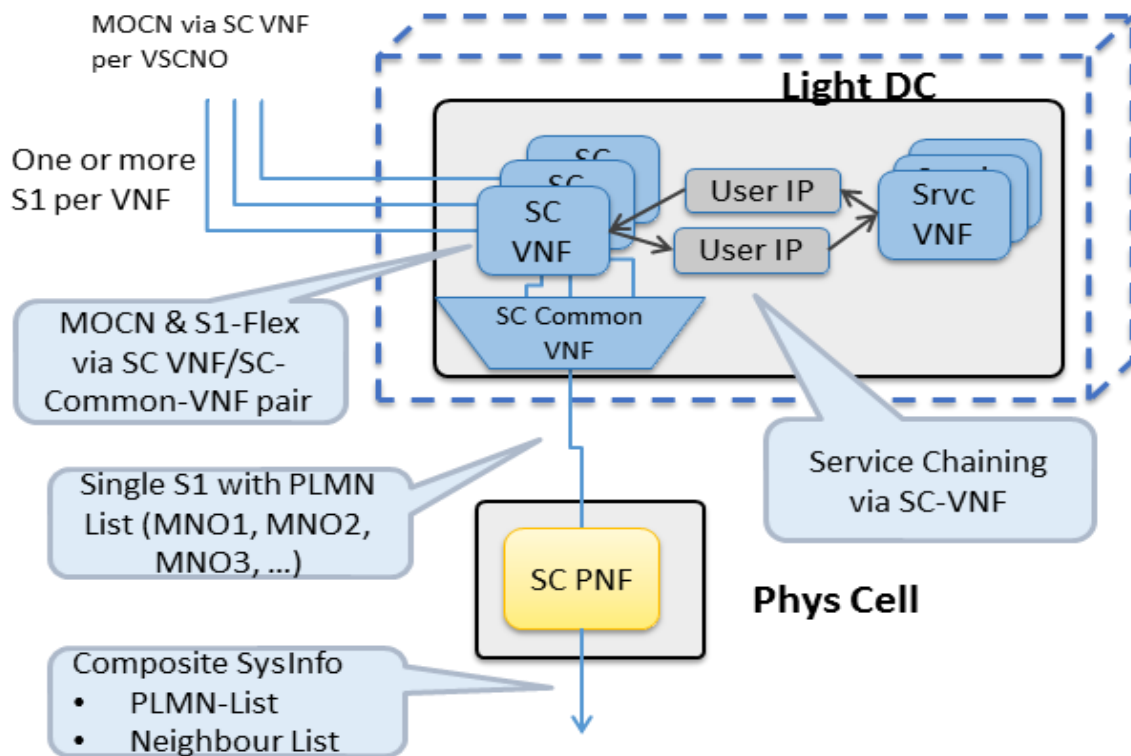 MOCN via SC VNF
per VSCNO
Light DC
One or more
S1 per VNF
SC
SC
SC
VNF
User IP
User IP
Srvc
VNF
SC Common
VNF
MOCN & S1-Flex
via SC VNF/SC-
Common-VNF pair
Single S1 with PLMN
List (MNO1, MNO2,
MNO3, ...)
Service Chaining
via SC-VNF
SC PNF
Phys Cell
Composite SysInfo
• PLMN-List
• Neighbour List